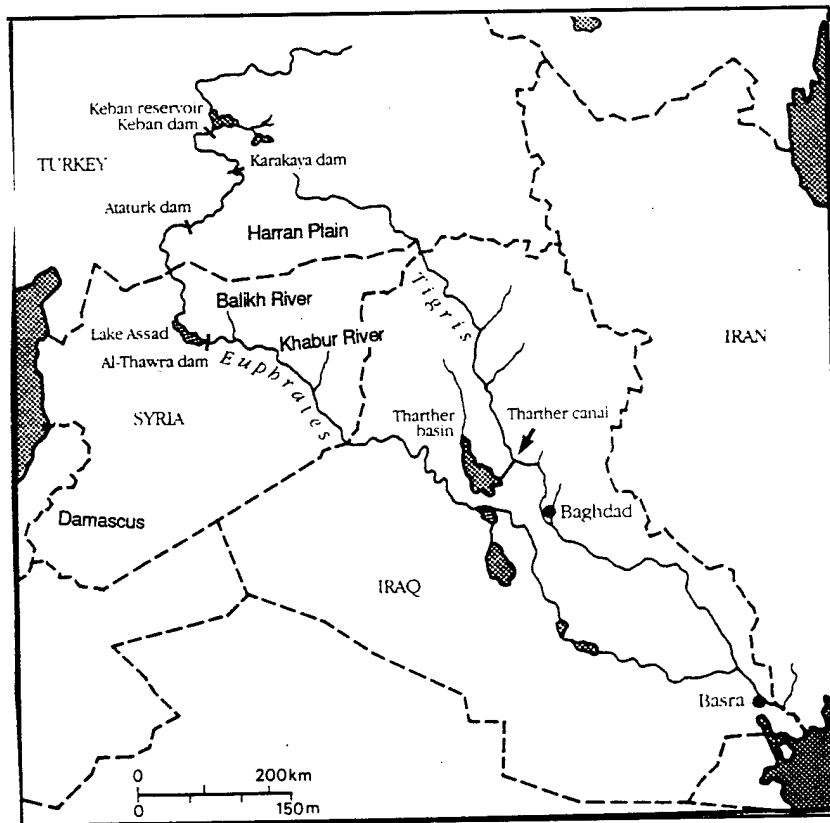 Keban reservoir
Keban dam
TURKEY
Karakaya dam
Ataturk dam
Harran Plain
Balikh River
Tigris
Lake Assad
Khabur River
IRAN
Al-Thawra dam
Euphrates
SYRIA
Tharther
basin
Tharther canal
Damascus
Baghdad
IRAQ
Basra
0 200km
0 150m